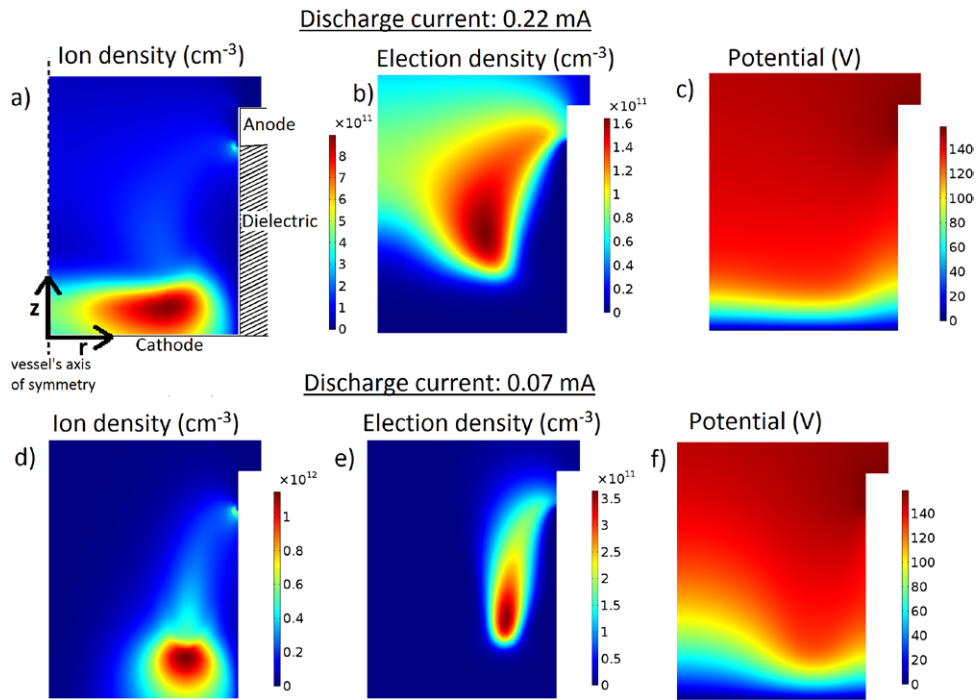 Discharge current: 0.22 mA
Ion density (cm-3)
Election density (cm-3)
Potential (V)
a)
b)
c)
Anode
Dielectric
Cathode
z
r
vessel's axis
of symmetry
×10¹¹
8
7
6
5
4
3
2
1
0
×10¹¹
1.6
1.4
1.2
1
0.8
0.6
0.4
0.2
0
140
120
100
80
60
40
20
0
Discharge current: 0.07 mA
Ion density (cm-3)
Election density (cm-3)
Potential (V)
d)
e)
f)
×10¹²
1
0.8
0.6
0.4
0.2
0
×10¹¹
3.5
3
2.5
2
1.5
1
0.5
0
140
120
100
80
60
40
20
0